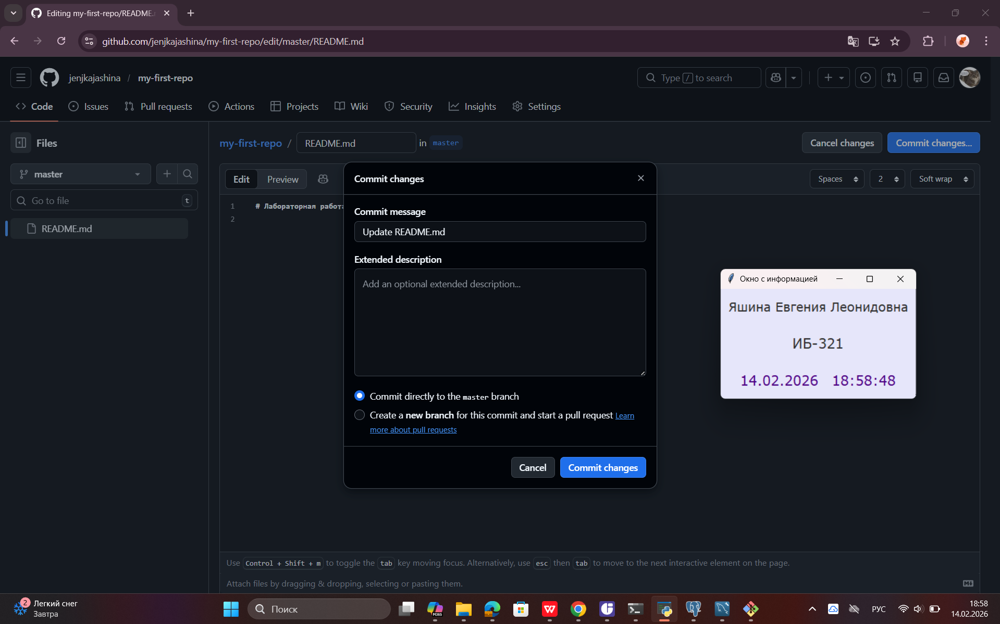 Editing my-first-repo/README.
github.com/jenjkajashina/my-first-repo/edit/master/README.md
jenjkajashina / my-first-repo
Type / to search
Code Issues Pull requests Actions Projects Wiki Security Insights Settings
Files
my-first-repo / README.md in master
Cancel changes Commit changes...
master
Go to file t
README.md
Edit Preview
Spaces 2 Soft wrap
1 # Лабораторная работа
2
Commit changes
Commit message
Update README.md
Extended description
Add an optional extended description...
Commit directly to the master branch
Create a new branch for this commit and start a pull request Learn
more about pull requests
Cancel Commit changes
Окно с информацией
Яшина Евгения Леонидовна
ИБ-321
14.02.2026 18:58:48
Use Control + Shift + m to toggle the tab key moving focus. Alternatively, use esc then tab to move to the next interactive element on the page.
Attach files by dragging & dropping, selecting or pasting them.
2
Легкий снег
Завтра
Поиск
M365
РУС
18:58
14.02.2026